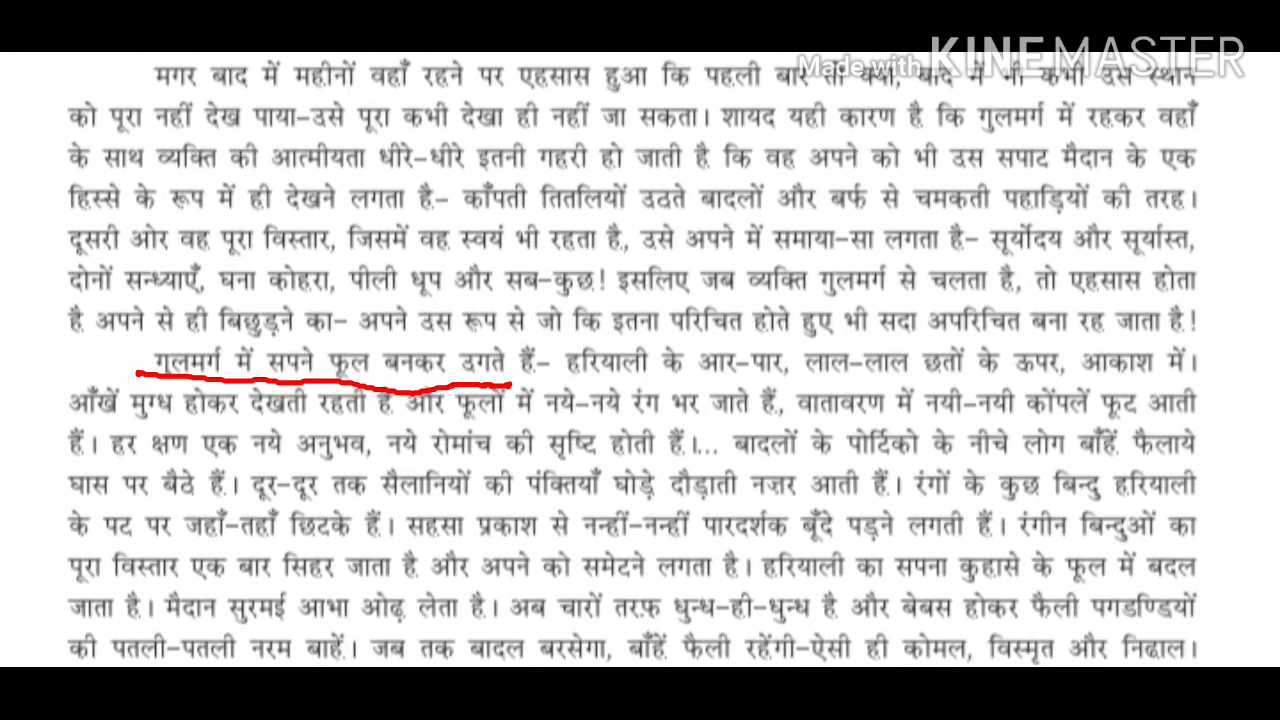 Made with KINEMASTER
मगर बाद में महीनों वहाँ रहने पर एहसास हुआ कि पहली बार तो क्या, बाद में भी कभी उस स्थान
को पूरा नहीं देख पाया-उसे पूरा कभी देखा ही नहीं जा सकता। शायद यही कारण है कि गुलमर्ग में रहकर वहाँ
के साथ व्यक्ति की आत्मीयता धीरे-धीरे इतनी गहरी हो जाती है कि वह अपने को भी उस सपाट मैदान के एक
हिस्से के रूप में ही देखने लगता है- काँपती तितलियों उठते बादलों और बर्फ से चमकती पहाड़ियों की तरह।
दूसरी ओर वह पूरा विस्तार, जिसमें वह स्वयं भी रहता है, उसे अपने में समाया-सा लगता है- सूर्योदय और सूर्यास्त,
दोनों सन्ध्याएँ, घना कोहरा, पीली धूप और सब-कुछ! इसलिए जब व्यक्ति गुलमर्ग से चलता है, तो एहसास होता
है अपने से ही बिछुड़ने का- अपने उस रूप से जो कि इतना परिचित होते हुए भी सदा अपरिचित बना रह जाता है!
गुलमर्ग में सपने फूल बनकर उगते हैं- हरियाली के आर-पार, लाल-लाल छतों के ऊपर, आकाश में।
आँखें मुग्ध होकर देखती रहती हैं और फूलों में नये-नये रंग भर जाते हैं, वातावरण में नयी-नयी कोंपलें फूट आती
हैं। हर क्षण एक नये अनुभव, नये रोमांच की सृष्टि होती हैं।... बादलों के पोर्टिको के नीचे लोग बाँहें फैलाये
घास पर बैठे हैं। दूर-दूर तक सैलानियों की पंक्तियाँ घोड़े दौड़ाती नज़र आती हैं। रंगों के कुछ बिन्दु हरियाली
के पट पर जहाँ-तहाँ छिटके हैं। सहसा प्रकाश से नन्हीं-नन्हीं पारदर्शक बूँदे पड़ने लगती हैं। रंगीन बिन्दुओं का
पूरा विस्तार एक बार सिहर जाता है और अपने को समेटने लगता है। हरियाली का सपना कुहासे के फूल में बदल
जाता है। मैदान सुरमई आभा ओढ़ लेता है। अब चारों तरफ़ धुन्ध-ही-धुन्ध है और बेबस होकर फैली पगडण्डियों
की पतली-पतली नरम बाहें। जब तक बादल बरसेगा, बाँहें फैली रहेंगी-ऐसी ही कोमल, विस्मृत और निढाल।